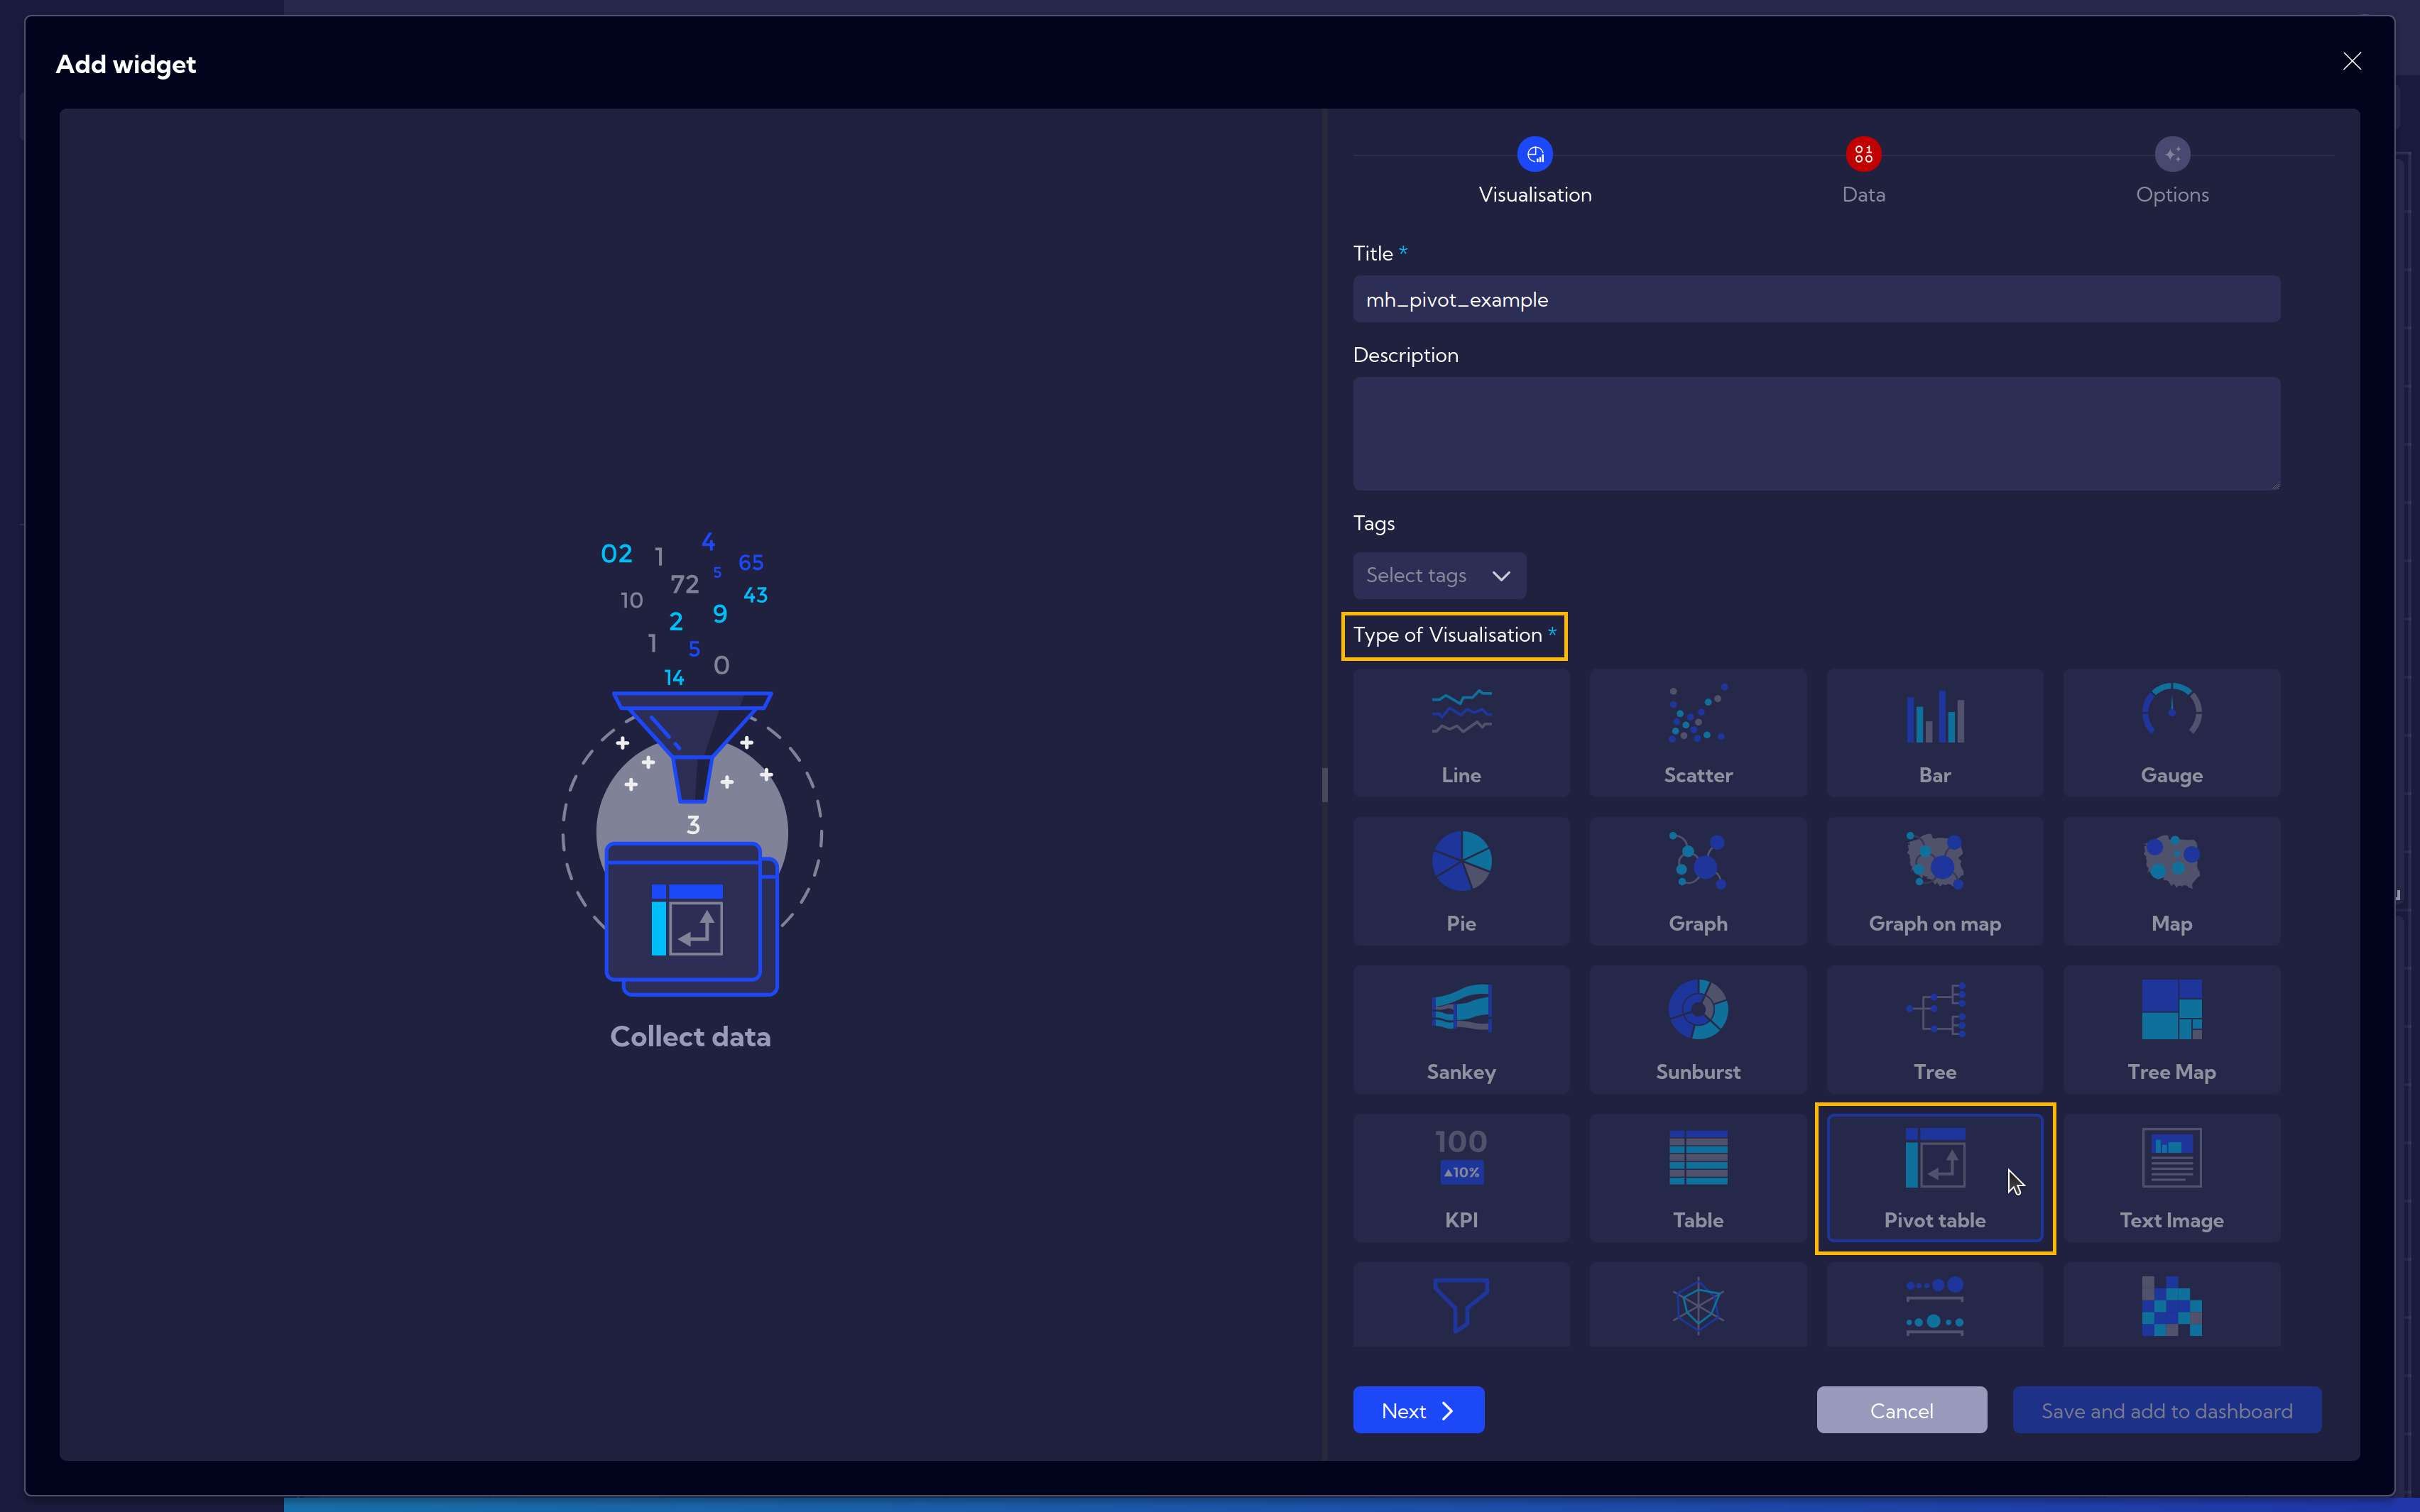 Add widget
Visualisation
Data
Options
Title *
mh_pivot_example
Description
Tags
Select tags
Type of Visualisation *
Line
Scatter
Bar
Gauge
Pie
Graph
Graph on map
Map
Sankey
Sunburst
Tree
Tree Map
100
▲10%
KPI
Table
Pivot table
Text Image
02
1
4
65
72
5
43
10
2
9
1
5
0
14
3
Collect data
Next
Cancel
Save and add to dashboard